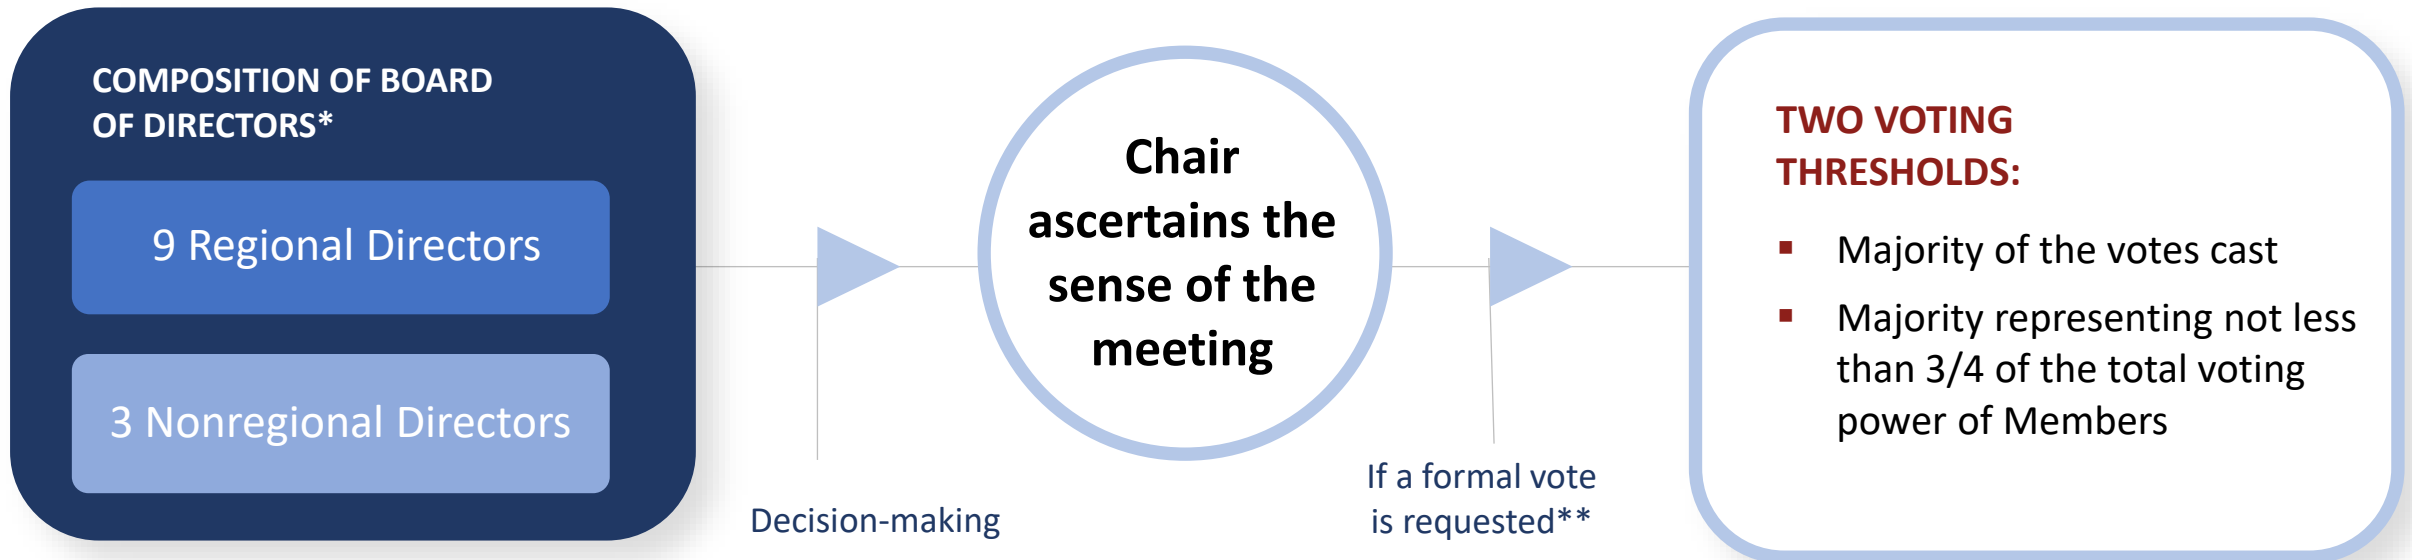 COMPOSITION OF BOARD
OF DIRECTORS*
9 Regional Directors
3 Nonregional Directors
Decision-making
Chair
ascertains the
sense of the
meeting
If a formal vote
is requested**
TWO VOTING
THRESHOLDS:
▪ Majority of the votes cast
▪ Majority representing not less
than 3/4 of the total voting
power of Members